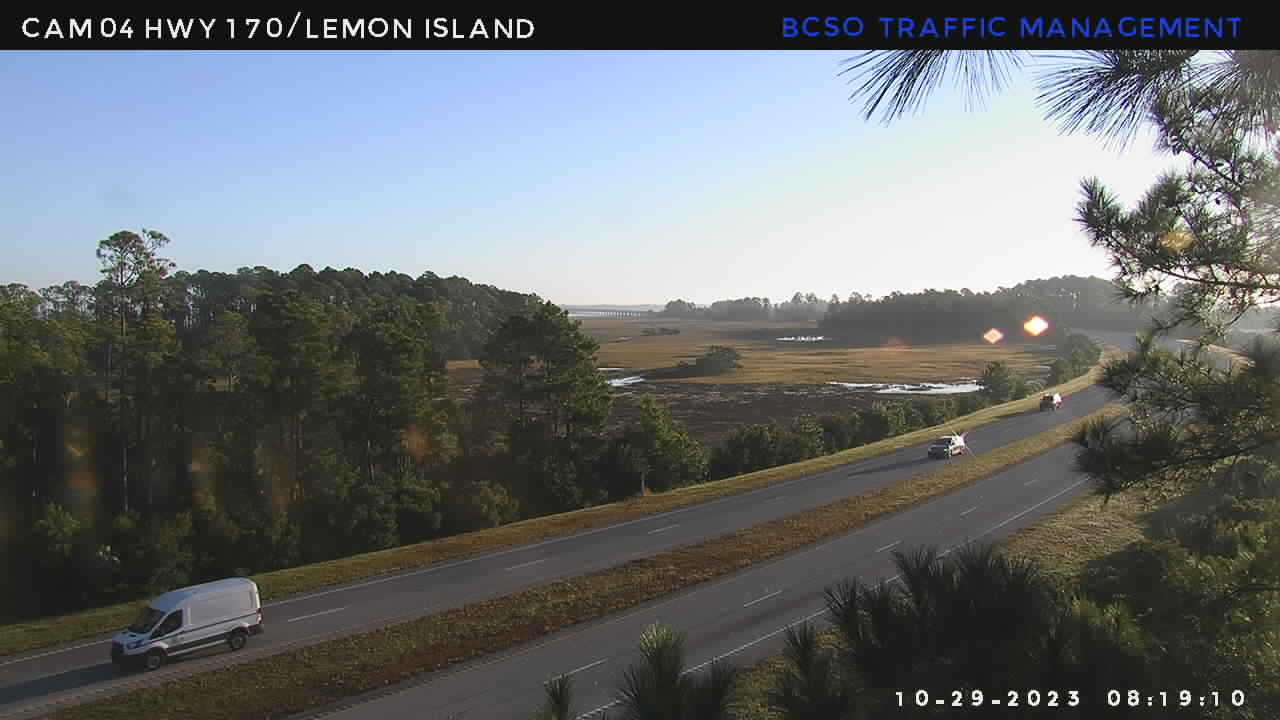 CAM04 HWY 170/LEMON ISLAND
BCSO TRAFFIC MANAGEMENT
10-29-2023 08:19:10